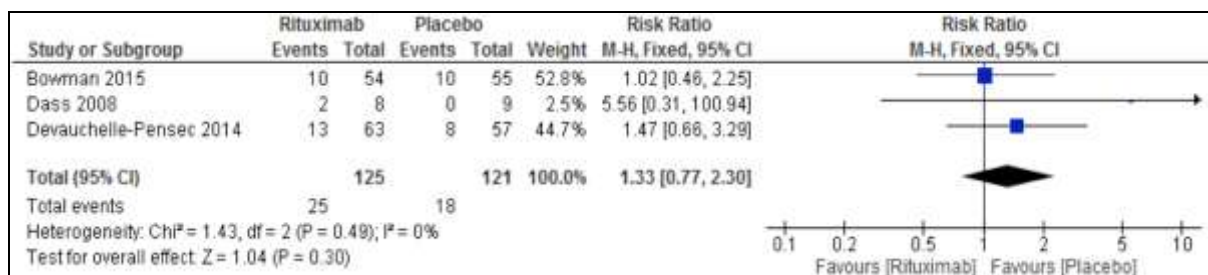 Rituximab Placebo Risk Ratio Risk Ratio
Study or Subgroup Events Total Events Total Weight M-H, Fixed, 95% CI M-H, Fixed, 95% CI
Bowman 2015 10 54 10 55 52.8% 1.02 [0.46, 2.25]
Dass 2008 2 8 0 9 2.5% 5.56 [0.31, 100.94]
Devauchelle-Pensec 2014 13 63 8 57 44.7% 1.47 [0.66, 3.29]
Total (95% CI) 125 121 100.0% 1.33 [0.77, 2.30]
Total events 25 18
Heterogeneity: Chi² = 1.43, df = 2 (P = 0.49); I² = 0%
Test for overall effect: Z = 1.04 (P = 0.30)
0.1 0.2 0.5 1 2 5 10
Favours [Rituximab] Favours [Placebo]